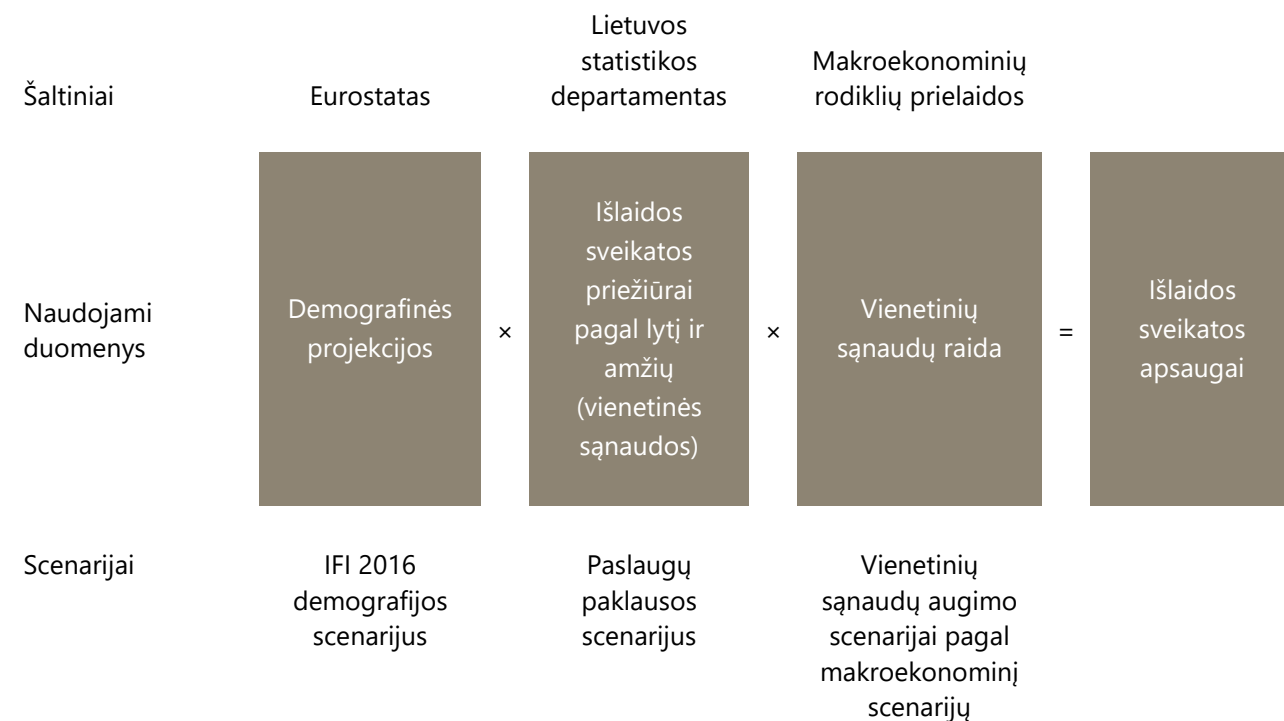 Šaltiniai
Eurostatas
Lietuvos
statistikos
departamentas
Makroekonominių
rodiklių prielaidos
Naudojami
duomenys
Demografinės
projekcijos
×
Išlaidos
sveikatos
priežiūrai
pagal lytį ir
amžių
(vienetinės
sąnaudos)
×
Vienetinių
sąnaudų raida
=
Išlaidos
sveikatos
apsaugai
Scenarijai
IFI 2016
demografijos
scenarijus
Paslaugų
paklausos
scenarijus
Vienetinių
sąnaudų augimo
scenarijai pagal
makroekonominį
scenarijų